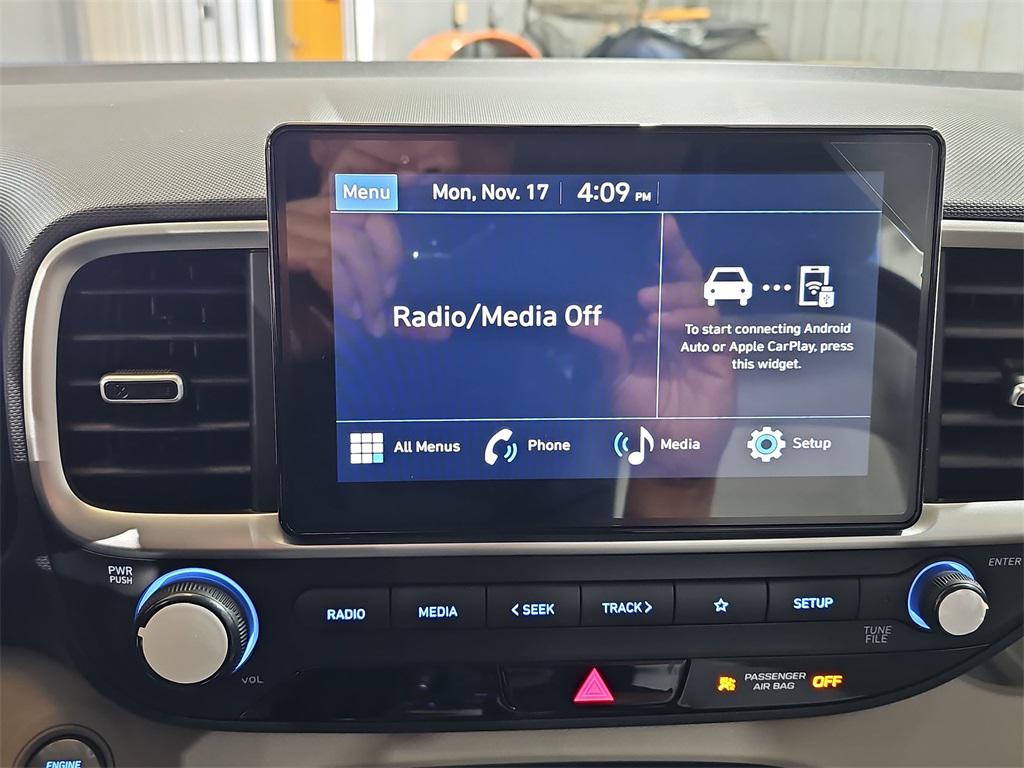 Menu Mon, Nov. 17 4:09 PM
Radio/Media Off
To start connecting Android
Auto or Apple CarPlay, press
this widget.
All Menus Phone Media Setup
PWR
PUSH
VOL
RADIO MEDIA < SEEK TRACK > SETUP
ENTER
TUNE
FILE
PASSENGER
AIR BAG OFF
ENGINE